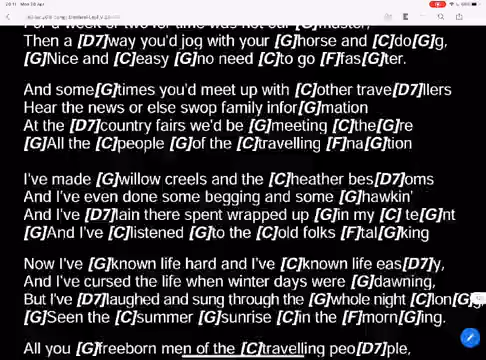 Then a [D7]way you'd jog with your [G]horse and [C]do[G]g,
[G]Nice and [C]easy [G]no need [C]to go [F]fas[G]ter.
And some[G]times you'd meet up with [C]other trave[D7]llers
Hear the news or else swop family infor[G]mation
At the [D7]country fairs we'd be [G]meeting [C]the[G]re
[G]All the [C]people [G]of the [C]travelling [F]na[G]tion
I've made [G]willow creels and the [C]heather bes[D7]oms
And I've even done some begging and some [G]hawkin'
And I've [D7]lain there spent wrapped up [G]in my [C] te[G]nt
[G]And I've [C]listened [G]to the [C]old folks [F]tal[G]king
Now I've [G]known life hard and I've [C]known life eas[D7]y,
And I've cursed the life when winter days were [G]dawning,
But I've [D7]laughed and sung through the [G]whole night [C]lon[G]g
[G]Seen the [C]summer [G]sunrise [C]in the [F]morn[G]ing.
All you [G]freeborn men of the [C]travelling peo[D7]ple,